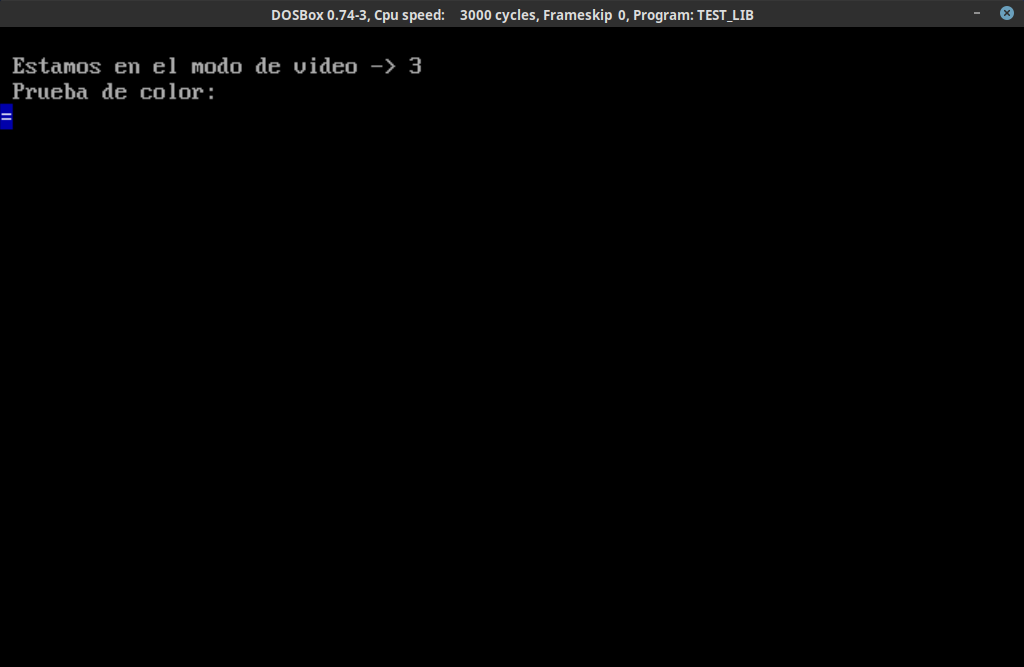 DOSBox 0.74-3, Cpu speed: 3000 cycles, Frameskip 0, Program: TEST_LIB
Estamos en el modo de video -> 3
Prueba de color:
=